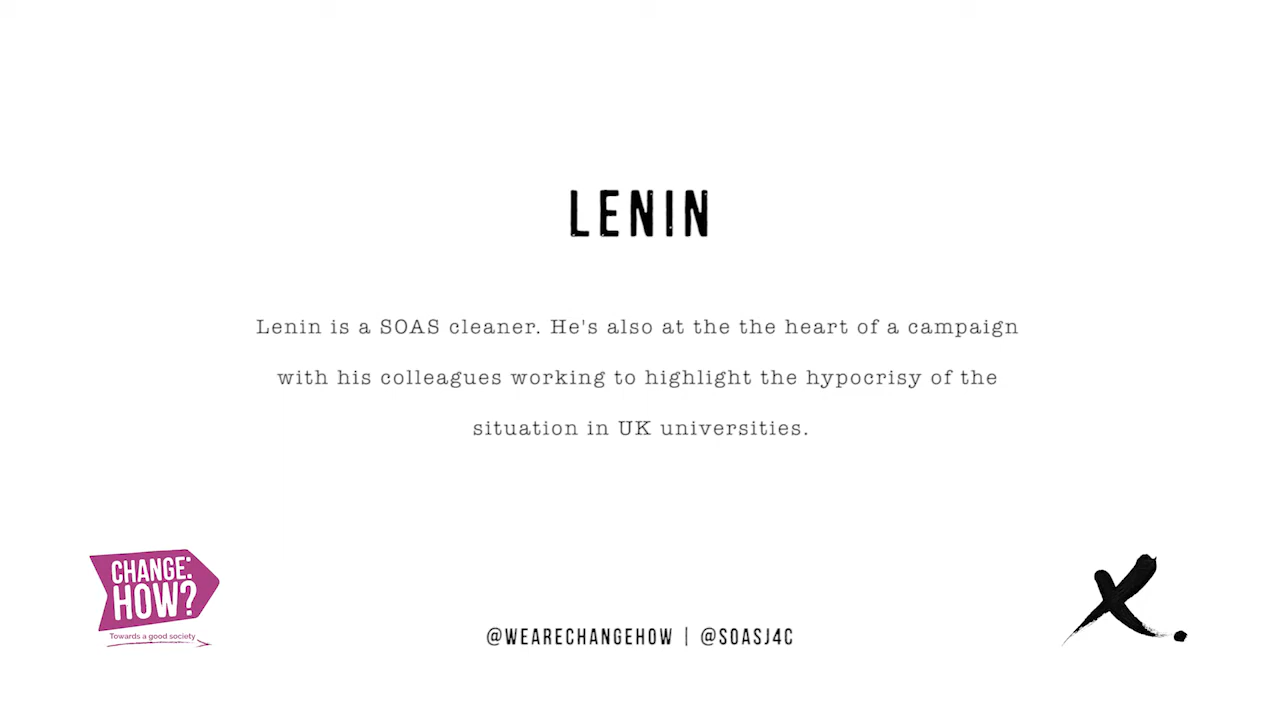 LENIN
Lenin is a SOAS cleaner. He's also at the the heart of a campaign
with his colleagues working to highlight the hypocrisy of the
situation in UK universities.
CHANGE:
HOW?
Towards a good society
@WEARECHANGEHOW | @SOASJ4C
X.